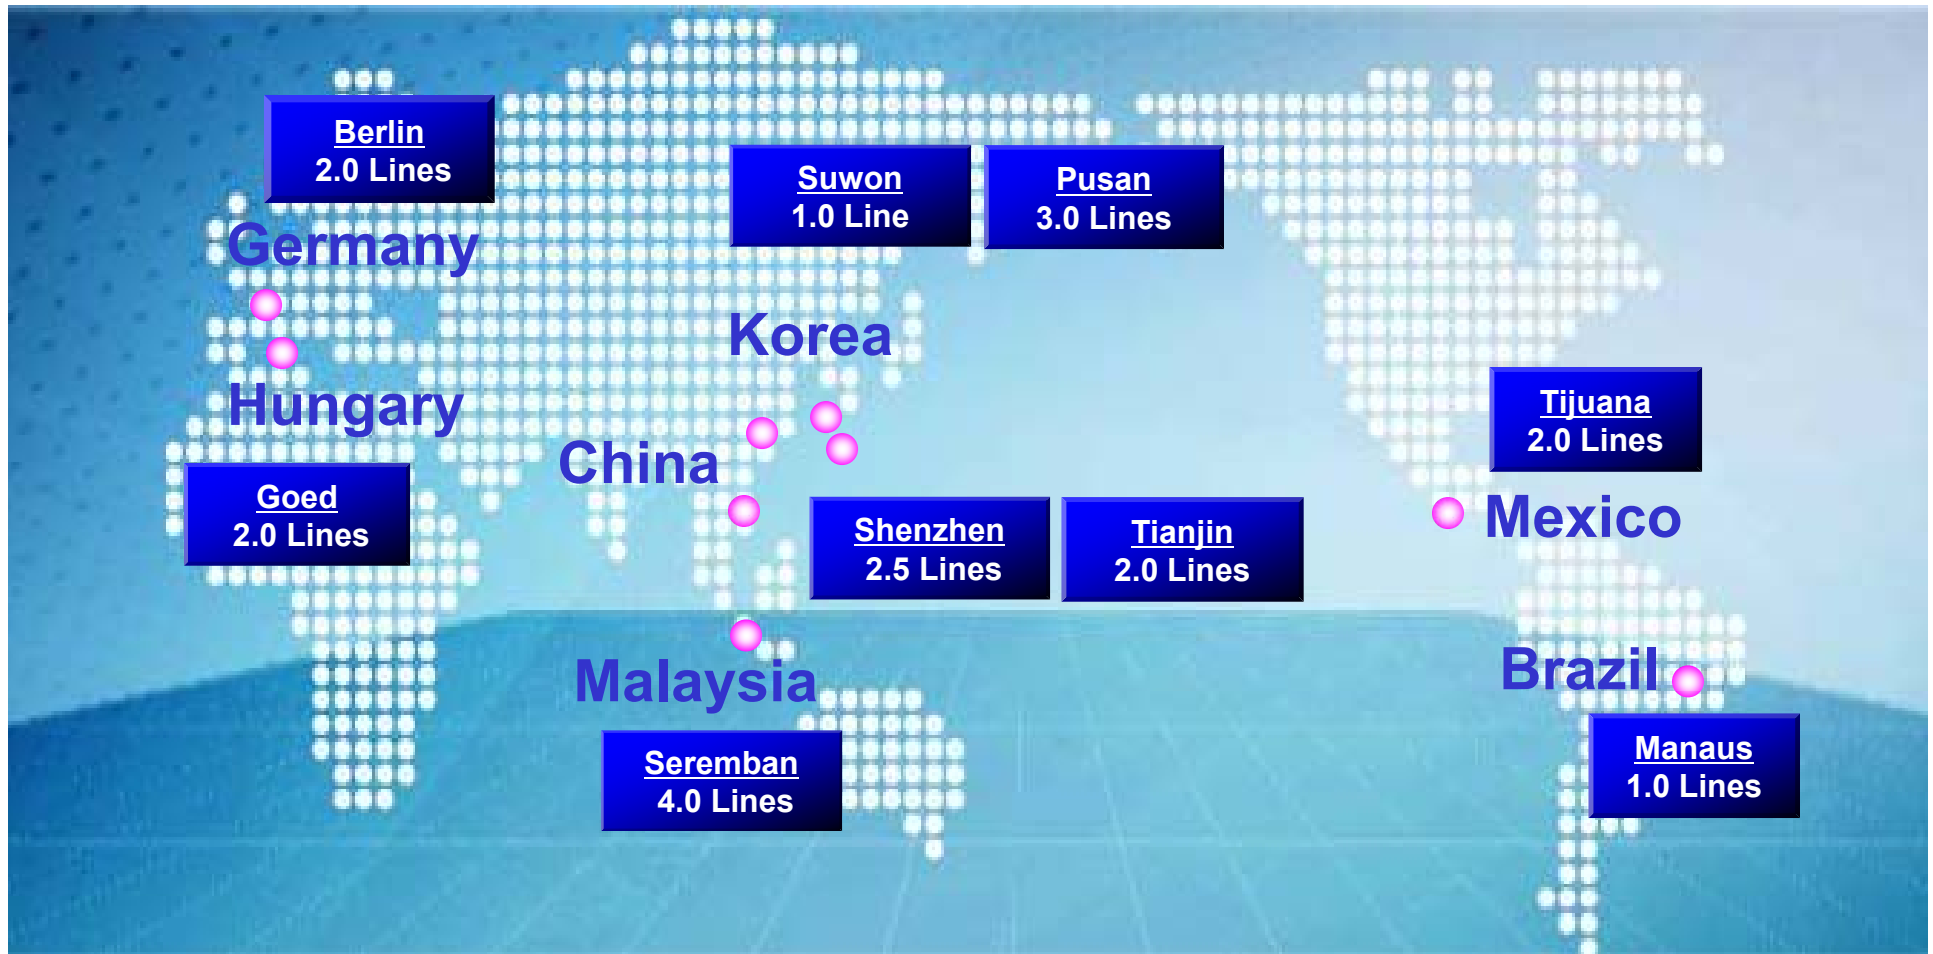 Berlin
2.0 Lines
Germany
Suwon
1.0 Line
Pusan
3.0 Lines
Korea
Hungary
Goed
2.0 Lines
China
Shenzhen
2.5 Lines
Tianjin
2.0 Lines
Tijuana
2.0 Lines
Mexico
Malaysia
Seremban
4.0 Lines
Brazil
Manaus
1.0 Lines